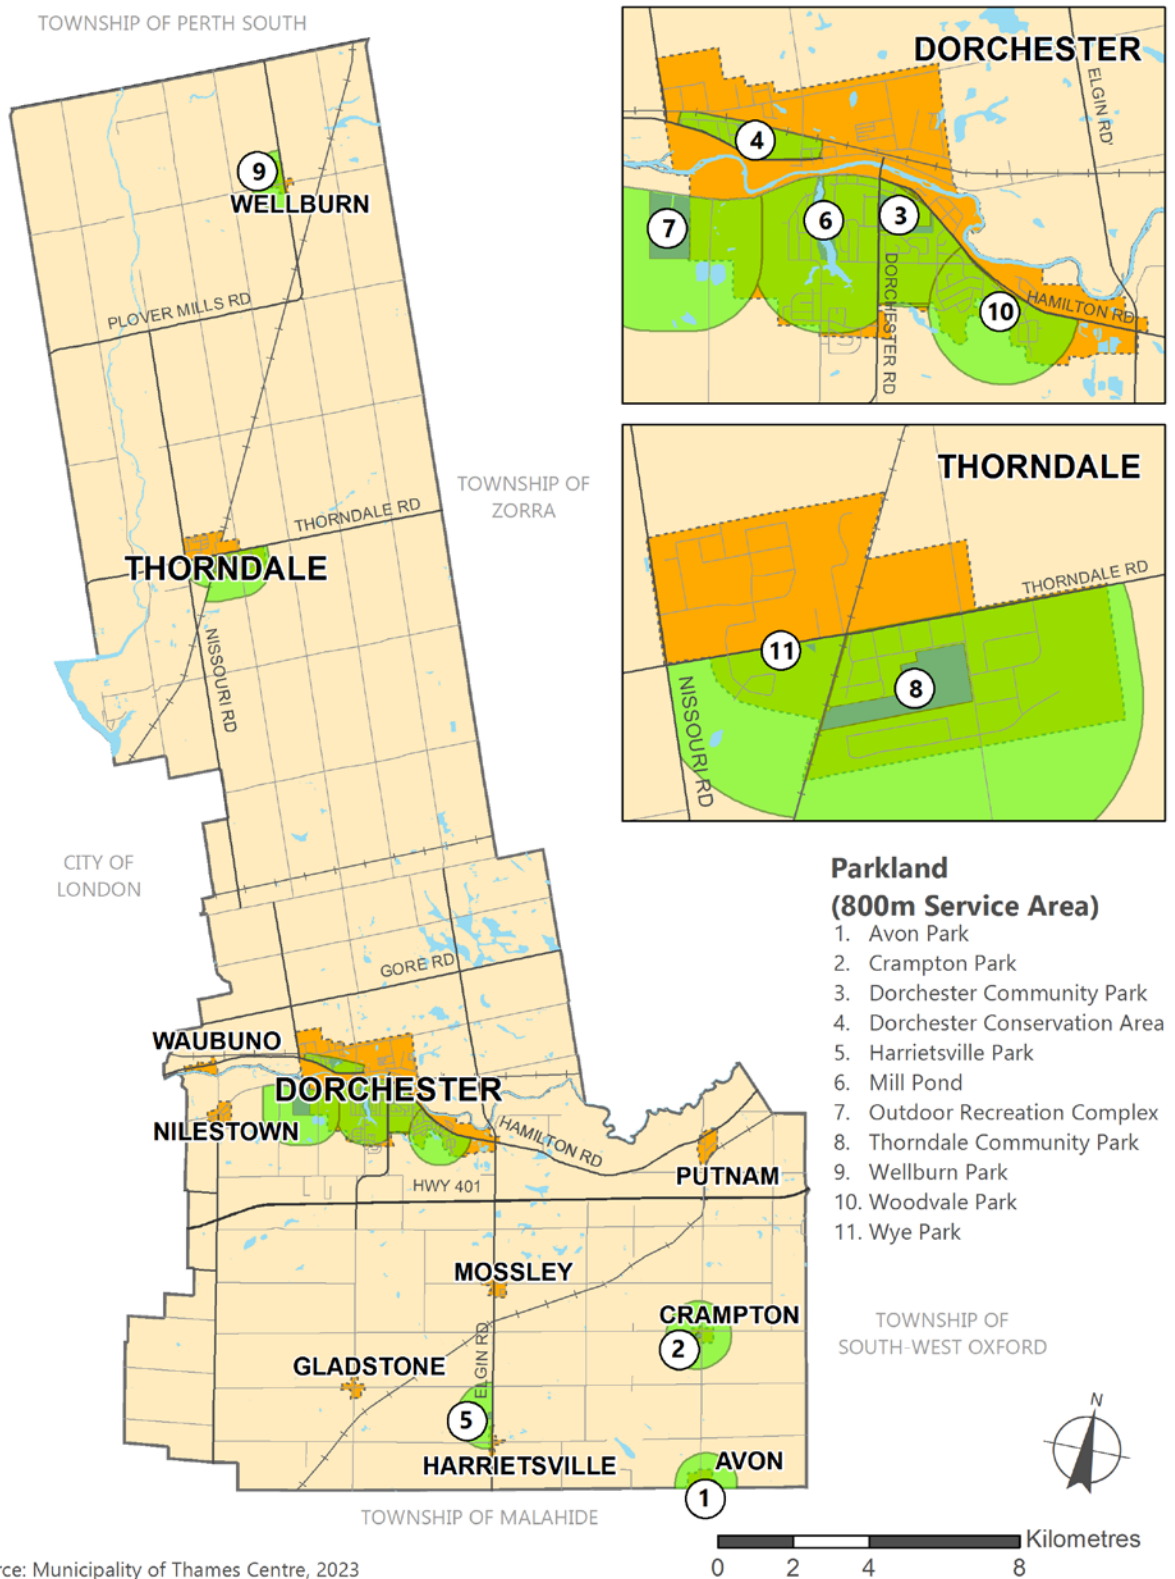 TOWNSHIP OF PERTH SOUTH
9
WELLBURN
PLOVER MILLS RD
TOWNSHIP OF
ZORRA
THORNDALE RD
THORNDALE
NISSOURI RD
CITY OF
LONDON
GORE RD
WAUBUNO
DORCHESTER
NILESTOWN
HAMILTON RD
PUTNAM
HWY 401
MOSSLEY
CRAMPTON
2
ELGIN RD
GLADSTONE
5
HARRIETSVILLE
AVON
1
TOWNSHIP OF MALAHIDE
TOWNSHIP OF
SOUTH-WEST OXFORD
DORCHESTER
ELGIN RD
4
7
6
3
10
DORCHESTER RD
HAMILTON RD
THORNDALE
THORNDALE RD
11
8
NISSOURI RD
Parkland
(800m Service Area)
1. Avon Park
2. Crampton Park
3. Dorchester Community Park
4. Dorchester Conservation Area
5. Harrietsville Park
6. Mill Pond
7. Outdoor Recreation Complex
8. Thorndale Community Park
9. Wellburn Park
10. Woodvale Park
11. Wye Park
N
Kilometres
0 2 4 8
rce: Municipality of Thames Centre, 2023